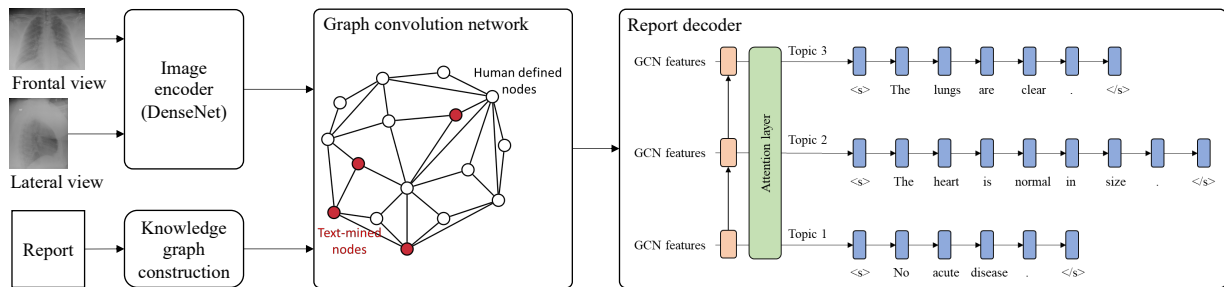 Frontal view
Lateral view
Image
encoder
(DenseNet)
Report
Knowledge
graph
construction
Graph convolution network
Human defined
nodes
Text-mined
nodes
Report decoder
GCN features
Topic 3
<s> The lungs are clear . </s>
GCN features
Topic 2
<s> The heart is normal in size . </s>
GCN features
Topic 1
<s> No acute disease . </s>
Attention layer